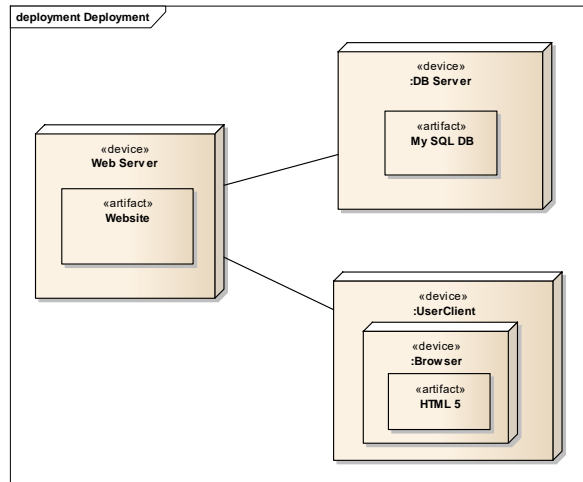 deployment Deployment
«device»
Web Server
«artifact»
Website
«device»
:DB Server
«artifact»
My SQL DB
«device»
:UserClient
«device»
:Browser
«artifact»
HTML 5